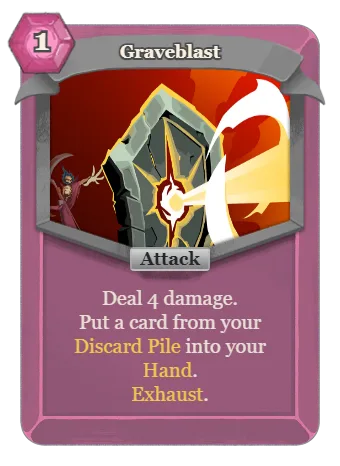 1
Graveblast
Attack
Deal 4 damage.
Put a card from your
Discard Pile into your
Hand.
Exhaust.